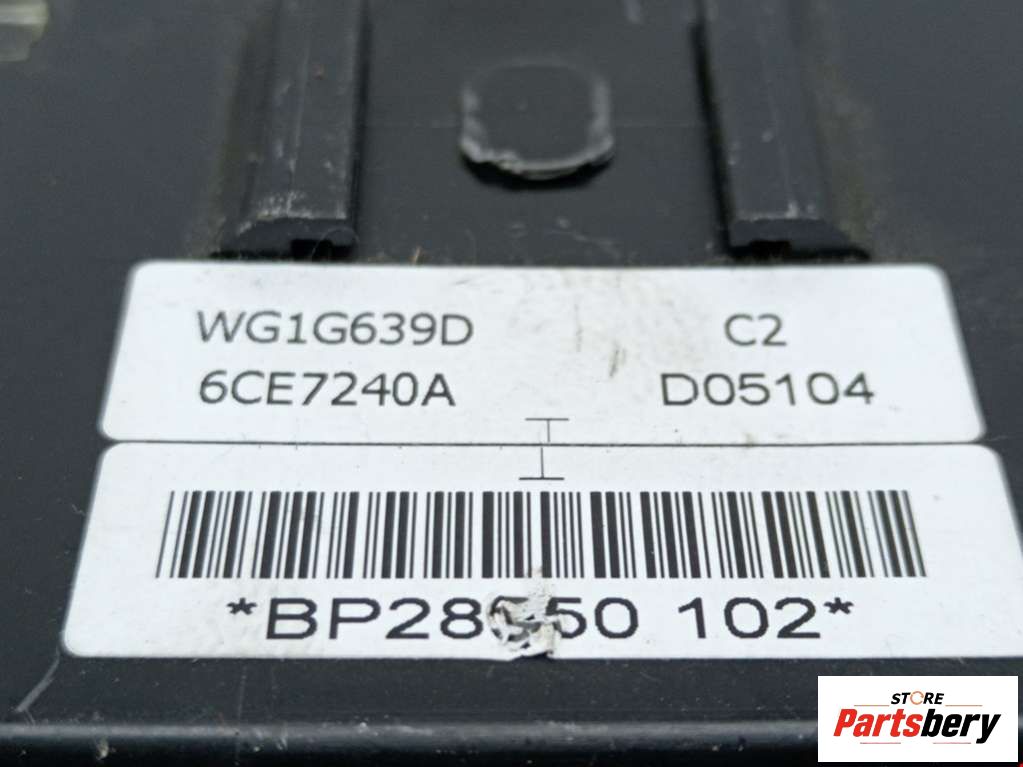 WG1G639D C2
6CE7240A D05104
102*
STORE
Partsbery